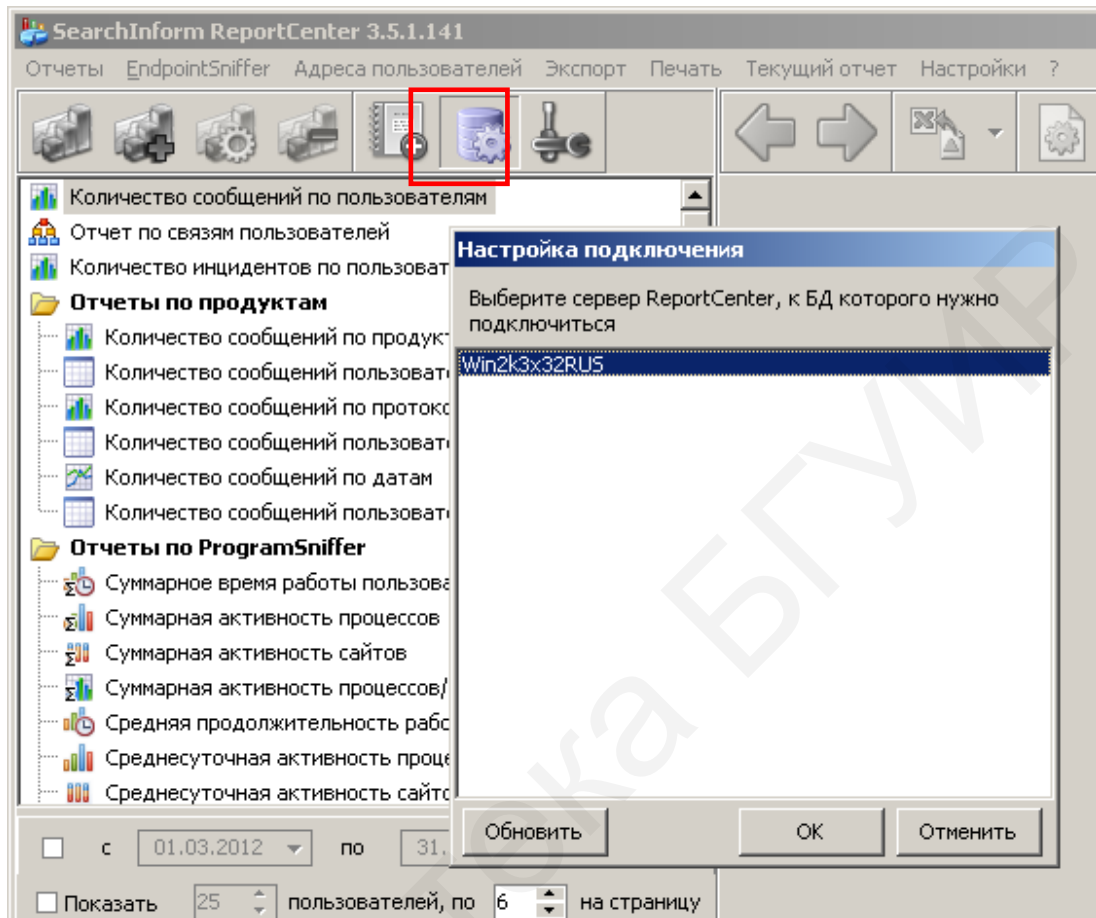 SearchInform ReportCenter 3.5.1.141
Отчеты EndpointSniffer Адреса пользователей Экспорт Печать Текущий отчет Настройки ?
Количество сообщений по пользователям
Отчет по связям пользователей
Количество инцидентов по пользоват
Отчеты по продуктам
Количество сообщений по продукт
Количество сообщений пользовате
Количество сообщений по протоко
Количество сообщений пользовате
Количество сообщений по датам
Количество сообщений пользовате
Отчеты по ProgramSniffer
Суммарное время работы пользова
Суммарная активность процессов
Суммарная активность сайтов
Суммарная активность процессов/
Средняя продолжительность рабо
Среднесуточная активность проце
Среднесуточная активность сайто
с 01.03.2012 по 31.
Показать 25 пользователей, по 6 на страницу
Настройка подключения
Выберите сервер ReportCenter, к БД которого нужно
подключиться
Win2k3x32RUS
Обновить OK Отменить
тека БГУИР